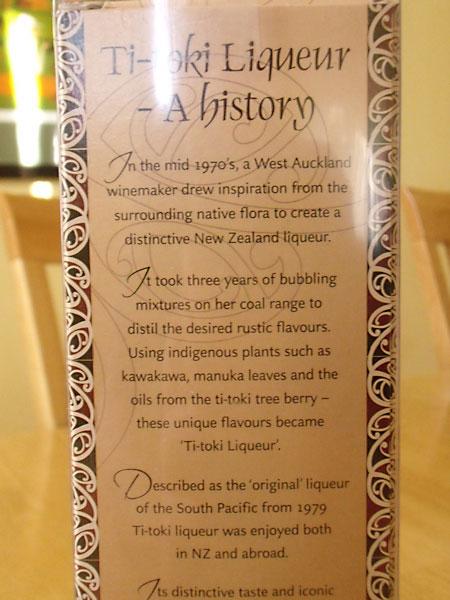 Ti-toki Liqueur
- A history
In the mid 1970's, a West Auckland
winemaker drew inspiration from the
surrounding native flora to create a
distinctive New Zealand liqueur.
It took three years of bubbling
mixtures on her coal range to
distil the desired rustic flavours.
Using indigenous plants such as
kawakawa, manuka leaves and the
oils from the ti-toki tree berry –
these unique flavours became
'Ti-toki Liqueur'.
Described as the 'original' liqueur
of the South Pacific from 1979
Ti-toki liqueur was enjoyed both
in NZ and abroad.
Its distinctive taste and iconic